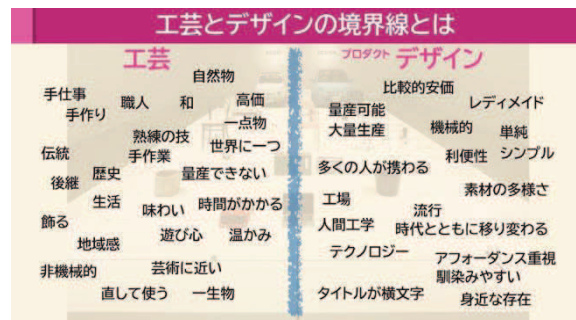 工芸とデザインの境界線とは
工芸
自然物
手仕事
職人
和
高価
手作り
一点物
熟練の技
世界に一つ
伝統
手作業
歴史
量産できない
後継
生活
味わい
時間がかかる
飾る
遊び心
温かみ
地域感
非機械的
芸術に近い
直して使う
一生物
プロダクト デザイン
比較的安価
レディメイド
量産可能
機械的
大量生産
単純
利便性
シンプル
多くの人が携わる
素材の多様さ
工場
流行
人間工学
時代とともに移り変わる
テクノロジー
アフォーダンス重視
馴染みやすい
タイトルが横文字
身近な存在